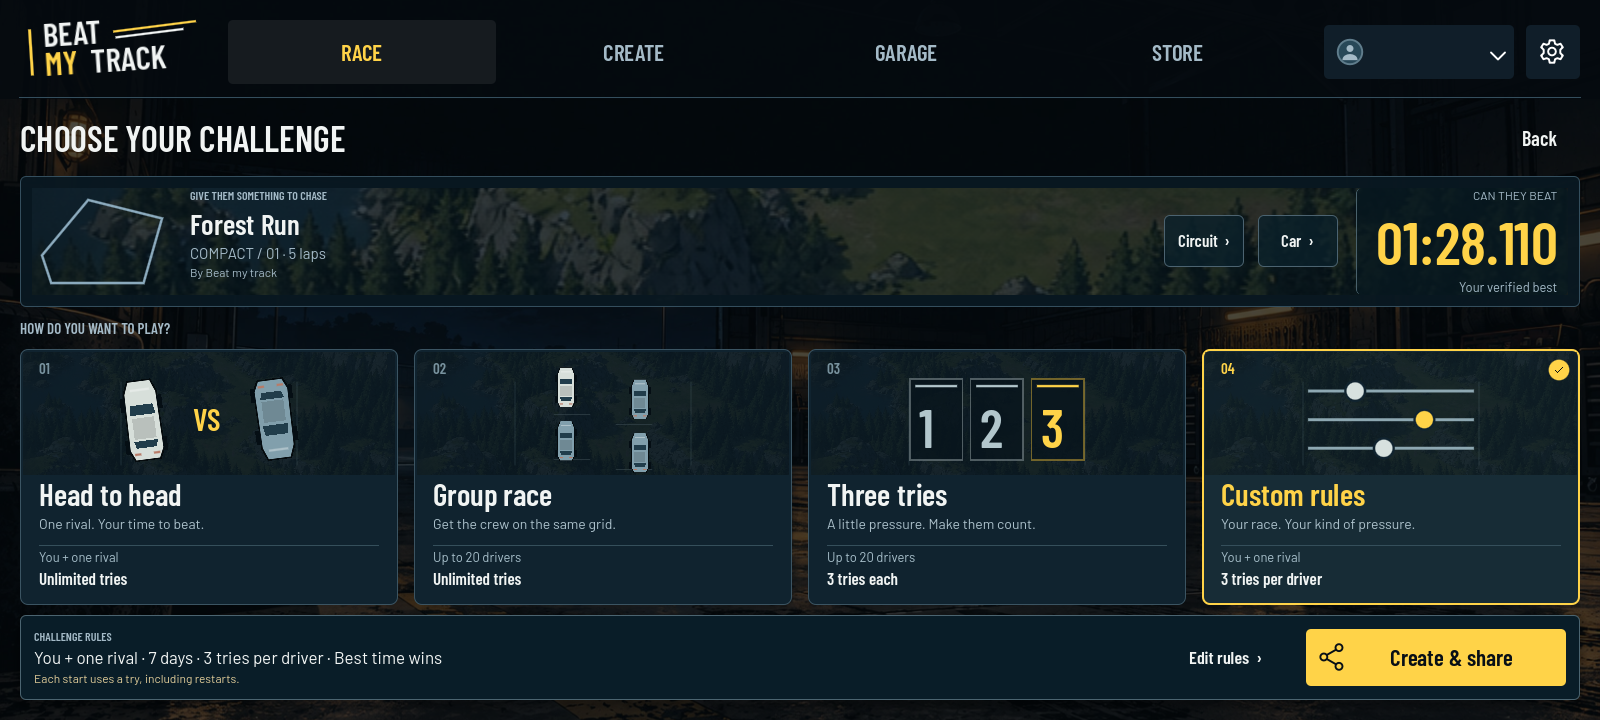 BEAT
MY TRACK
RACE
CREATE
GARAGE
STORE
CHOOSE YOUR CHALLENGE
Back
GIVE THEM SOMETHING TO CHASE
Forest Run
COMPACT / 01 · 5 laps
By Beat my track
Circuit ›
Car ›
CAN THEY BEAT
01:28.110
Your verified best
HOW DO YOU WANT TO PLAY?
01
VS
Head to head
One rival. Your time to beat.
You + one rival
Unlimited tries
02
Group race
Get the crew on the same grid.
Up to 20 drivers
Unlimited tries
03
1 2 3
Three tries
A little pressure. Make them count.
Up to 20 drivers
3 tries each
04
Custom rules
Your race. Your kind of pressure.
You + one rival
3 tries per driver
CHALLENGE RULES
You + one rival · 7 days · 3 tries per driver · Best time wins
Each start uses a try, including restarts.
Edit rules ›
Create & share